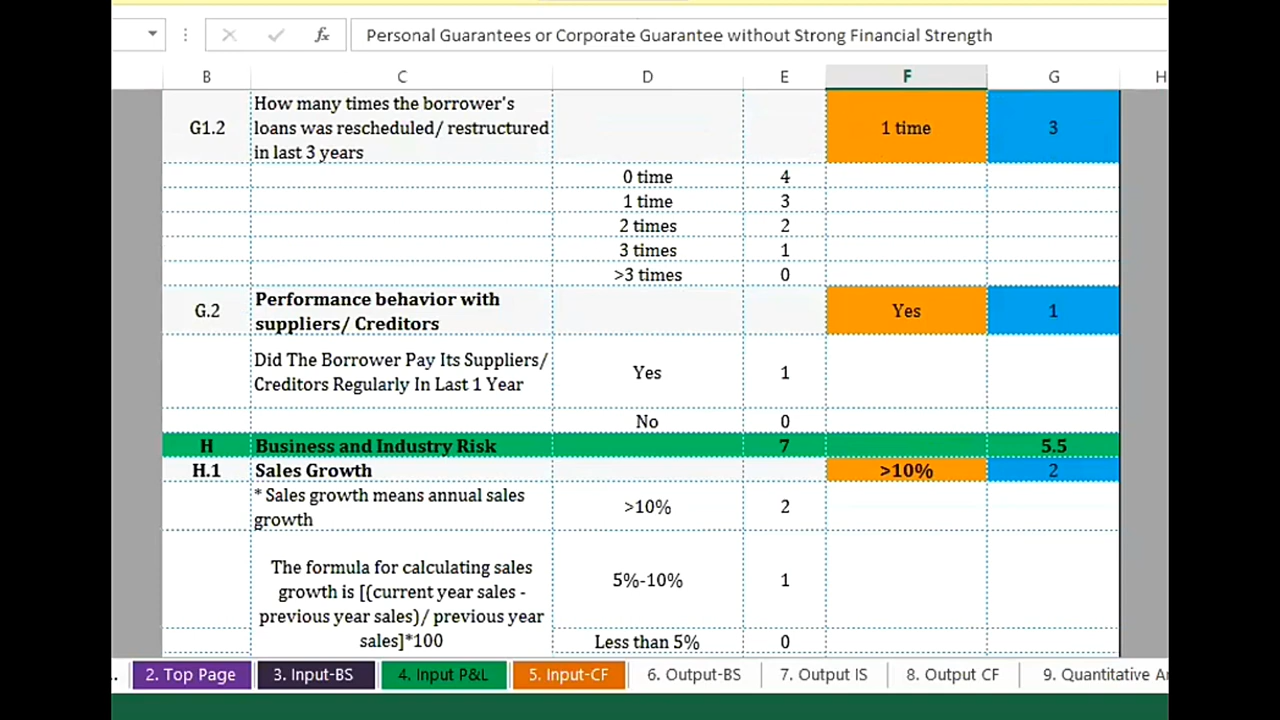 fx Personal Guarantees or Corporate Guarantee without Strong Financial Strength
B C D E F G H
How many times the borrower's
G1.2 loans was rescheduled/ restructured 1 time 3
in last 3 years
0 time 4
1 time 3
2 times 2
3 times 1
>3 times 0
Performance behavior with
G.2 Yes 1
suppliers/ Creditors
Did The Borrower Pay Its Suppliers/
Yes 1
Creditors Regularly In Last 1 Year
No 0
H Business and Industry Risk 7 5.5
H.1 Sales Growth >10% 2
* Sales growth means annual sales
>10% 2
growth
The formula for calculating sales
5%-10% 1
growth is [(current year sales -
previous year sales)/ previous year
sales]*100
Less than 5% 0
.. 2. Top Page 3. Input-BS 4. Input P&L 5. Input-CF 6. Output-BS 7. Output IS 8. Output CF 9. Quantitative An